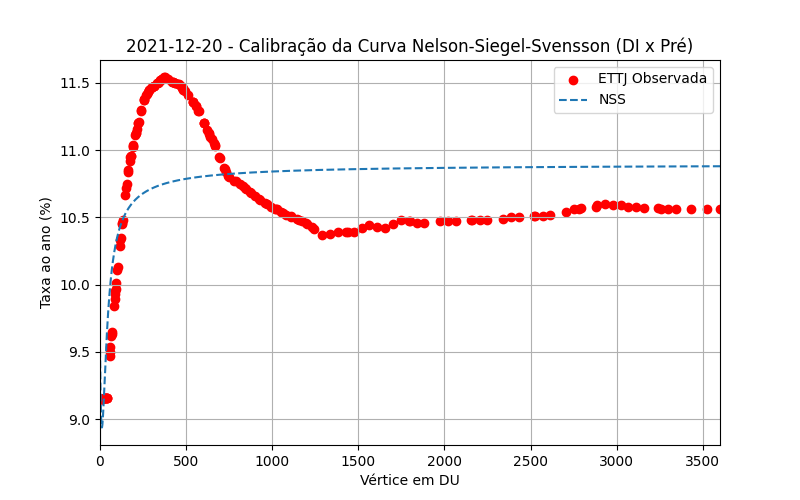 2021-12-20 - Calibração da Curva Nelson-Siegel-Svensson (DI x Pré)
ETTJ Observada
NSS
Taxa ao ano (%)
11.5
11.0
10.5
10.0
9.5
9.0
0 500 1000 1500 2000 2500 3000 3500
Vértice em DU